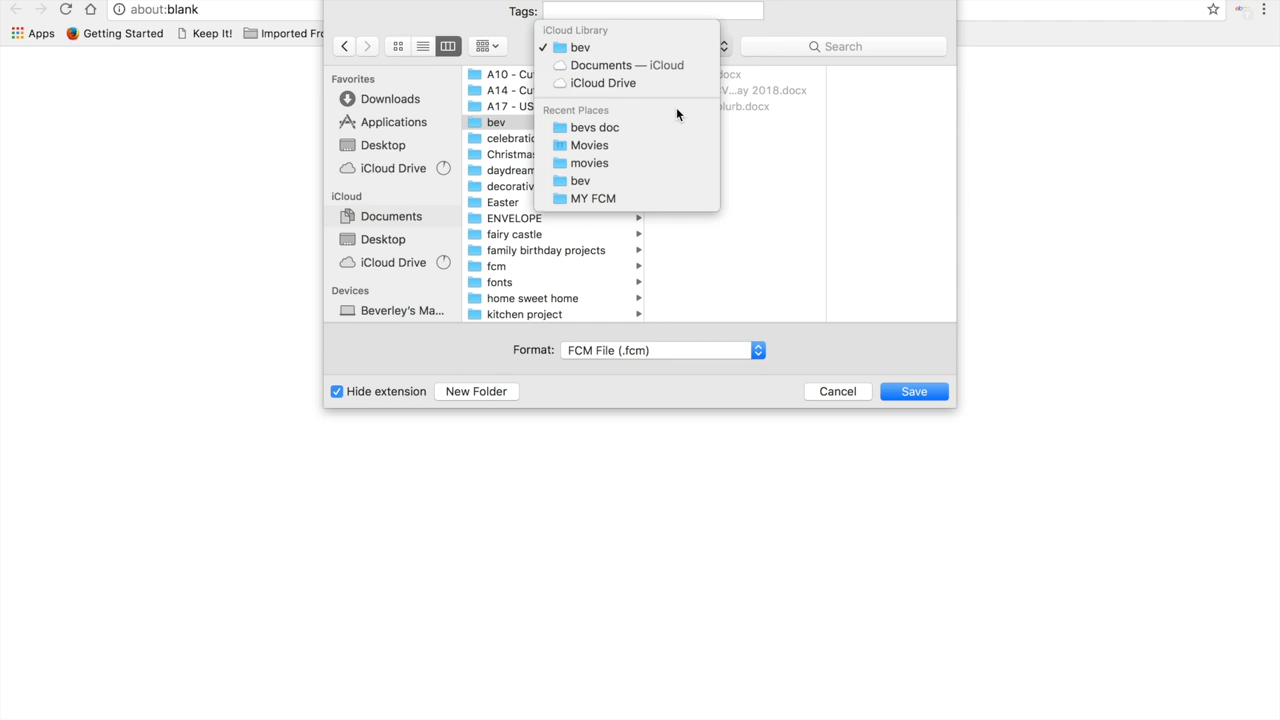 about:blank
Tags:
Apps
Getting Started
Keep It!
Imported Fro
Search
iCloud Library
✓ bev
Documents — iCloud
iCloud Drive
Recent Places
bevs doc
Movies
movies
bev
MY FCM
Favorites
Downloads
Applications
Desktop
iCloud Drive
iCloud
Documents
Desktop
iCloud Drive
Devices
Beverley's Ma...
A10 - Cu
A14 - Cu
A17 - US
bev
celebratic
Christmas
daydream
decorativ
Easter
ENVELOPE
fairy castle
family birthday projects
fcm
fonts
home sweet home
kitchen project
docx
V...ay 2018.docx
lurb.docx
Format:
FCM File (.fcm)
Hide extension
New Folder
Cancel
Save